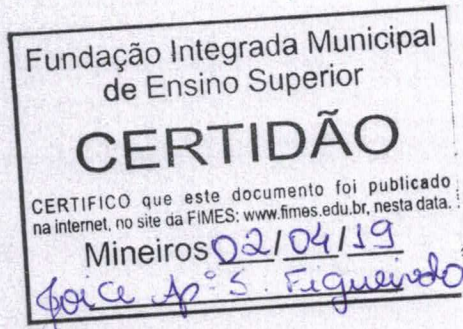 Fundação Integrada Municipal
de Ensino Superior
CERTIDÃO
CERTIFICO que este documento foi publicado
na internet, no site da FIMES: www.fimes.edu.br, nesta data.
Mineiros 02/04/19
Joice Apª S. Figueiredo